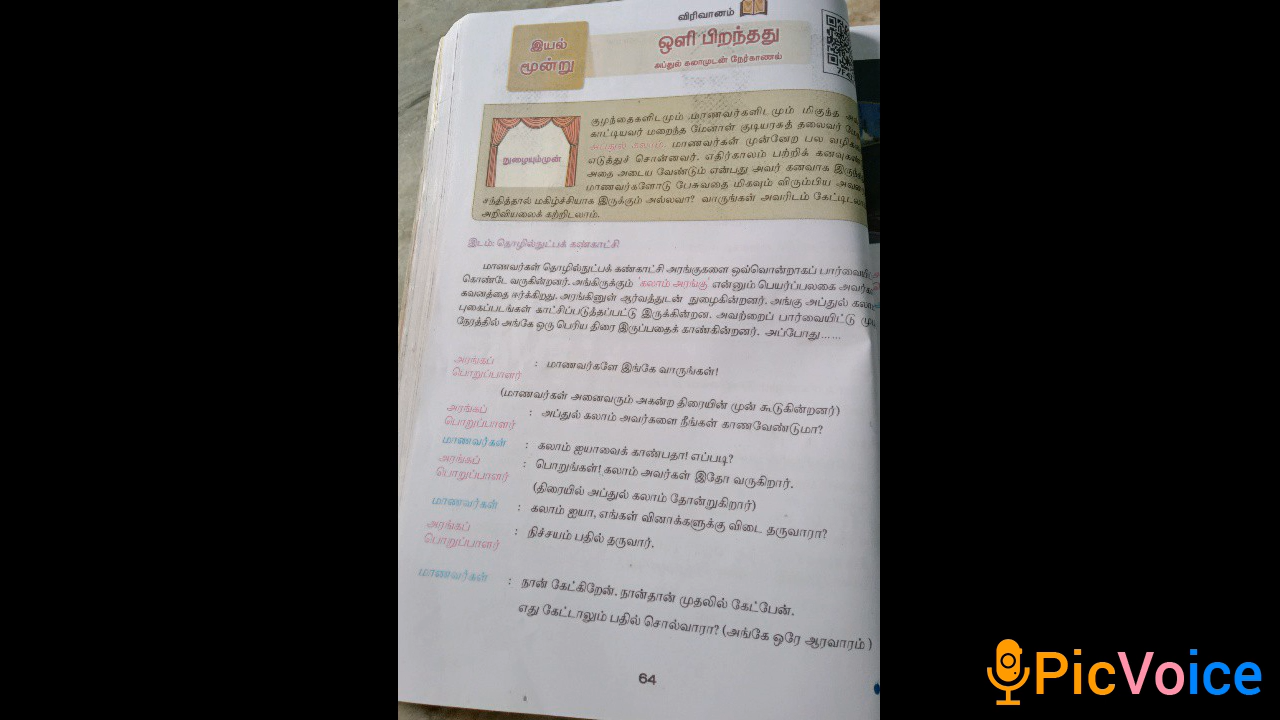 விரிவானம்
இயல்
மூன்று
ஒளி பிறந்தது
அப்துல் கலாமுடன் நேர்காணல்
நுழையும்முன்
குழந்தைகளிடமும் மாணவர்களிடமும் மிகுந்த
காட்டியவர் மறைந்த மேனாள் குடியரசுத் தலைவர்
அப்துல் கலாம். மாணவர்கள் முன்னேற பல
எடுத்துச் சொன்னவர். எதிர்காலம் பற்றிக்
அதை அடைய வேண்டும் என்பது அவர் கனவாக
மாணவர்களோடு பேசுவதை மிகவும் விரும்பிய
சந்தித்தால் மகிழ்ச்சியாக இருக்கும் அல்லவா? வாருங்கள் அவரிடம்
அறிவியலைக் கற்றிடலாம்.
இடம்: தொழில்நுட்பக் கண்காட்சி
மாணவர்கள் தொழில்நுட்பக் கண்காட்சி அரங்குகளை ஒவ்வொன்றாகப்
கொண்டே வருகின்றனர். அங்கிருக்கும் 'கலாம் அரங்கு' என்னும் பெயர்ப்பலகை
கவனத்தை ஈர்க்கிறது. அரங்கினுள் ஆர்வத்துடன் நுழைகின்றனர். அங்கு அப்துல்
புகைப்படங்கள் காட்சிப்படுத்தப்பட்டு இருக்கின்றன. அவற்றைப் பார்வையிட்டு
நேரத்தில் அங்கே ஒரு பெரிய திரை இருப்பதைக் காண்கின்றனர். அப்போது......
அரங்கப் பொறுப்பாளர் : மாணவர்களே இங்கே வாருங்கள்!
(மாணவர்கள் அனைவரும் அகன்ற திரையின் முன் கூடுகின்றனர்)
அரங்கப் பொறுப்பாளர் : அப்துல் கலாம் அவர்களை நீங்கள் காணவேண்டுமா?
மாணவர்கள் : கலாம் ஐயாவைக் காண்பதா! எப்படி?
அரங்கப் பொறுப்பாளர் : பொறுங்கள்! கலாம் அவர்கள் இதோ வருகிறார்.
(திரையில் அப்துல் கலாம் தோன்றுகிறார்)
மாணவர்கள் : கலாம் ஐயா, எங்கள் வினாக்களுக்கு விடை தருவாரா?
அரங்கப் பொறுப்பாளர் : நிச்சயம் பதில் தருவார்.
மாணவர்கள் : நான் கேட்கிறேன். நான்தான் முதலில் கேட்பேன்.
எது கேட்டாலும் பதில் சொல்வாரா? (அங்கே ஒரே ஆரவாரம் )
64
PicVoice